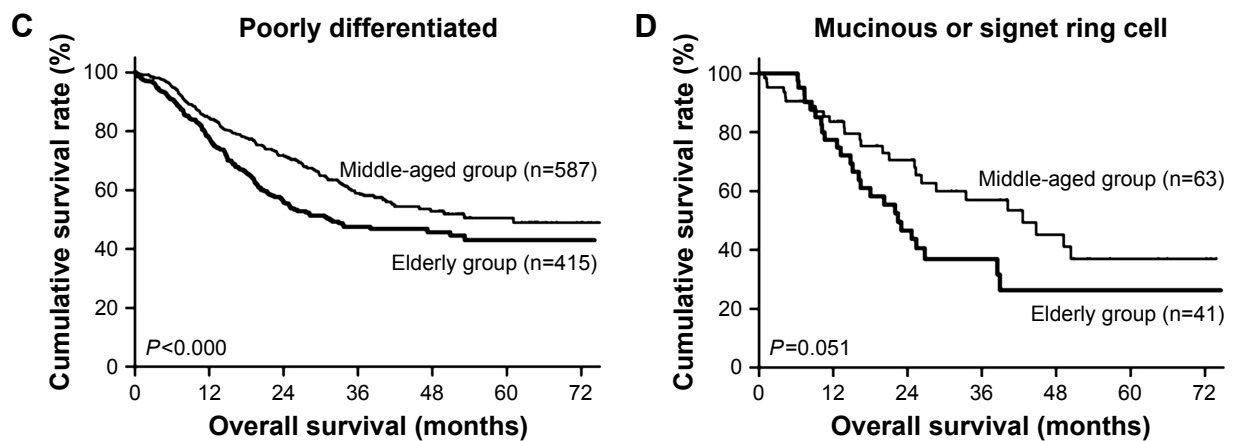 C
Poorly differentiated
Cumulative survival rate (%)
100
80
60
40
20
0
Middle-aged group (n=587)
Elderly group (n=415)
P<0.000
0 12 24 36 48 60 72
Overall survival (months)
D
Mucinous or signet ring cell
Cumulative survival rate (%)
100
80
60
40
20
0
Middle-aged group (n=63)
Elderly group (n=41)
P=0.051
0 12 24 36 48 60 72
Overall survival (months)